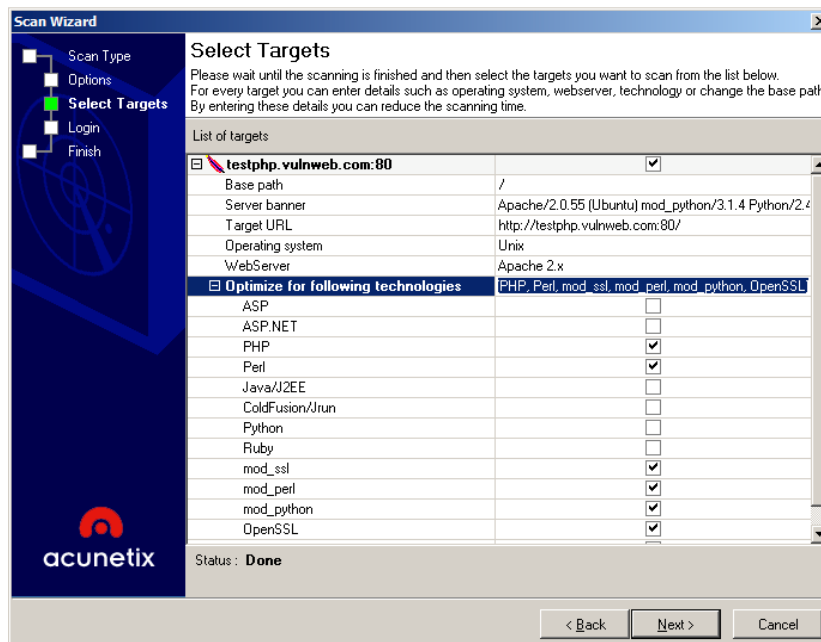 Scan Wizard
Scan Type
Options
Select Targets
Login
Finish
acunetix
Select Targets
Please wait until the scanning is finished and then select the targets you want to scan from the list below.
For every target you can enter details such as operating system, webserver, technology or change the base path
By entering these details you can reduce the scanning time.
List of targets
testphp.vulnweb.com:80
Base path /
Server banner Apache/2.0.55 (Ubuntu) mod_python/3.1.4 Python/2.4
Target URL http://testphp.vulnweb.com:80/
Operating system Unix
WebServer Apache 2.x
Optimize for following technologies [PHP, Perl, mod_ssl, mod_perl, mod_python, OpenSSL]
ASP
ASP.NET
PHP
Perl
Java/J2EE
ColdFusion/Jrun
Python
Ruby
mod_ssl
mod_perl
mod_python
OpenSSL
Status : Done
< Back Next > Cancel